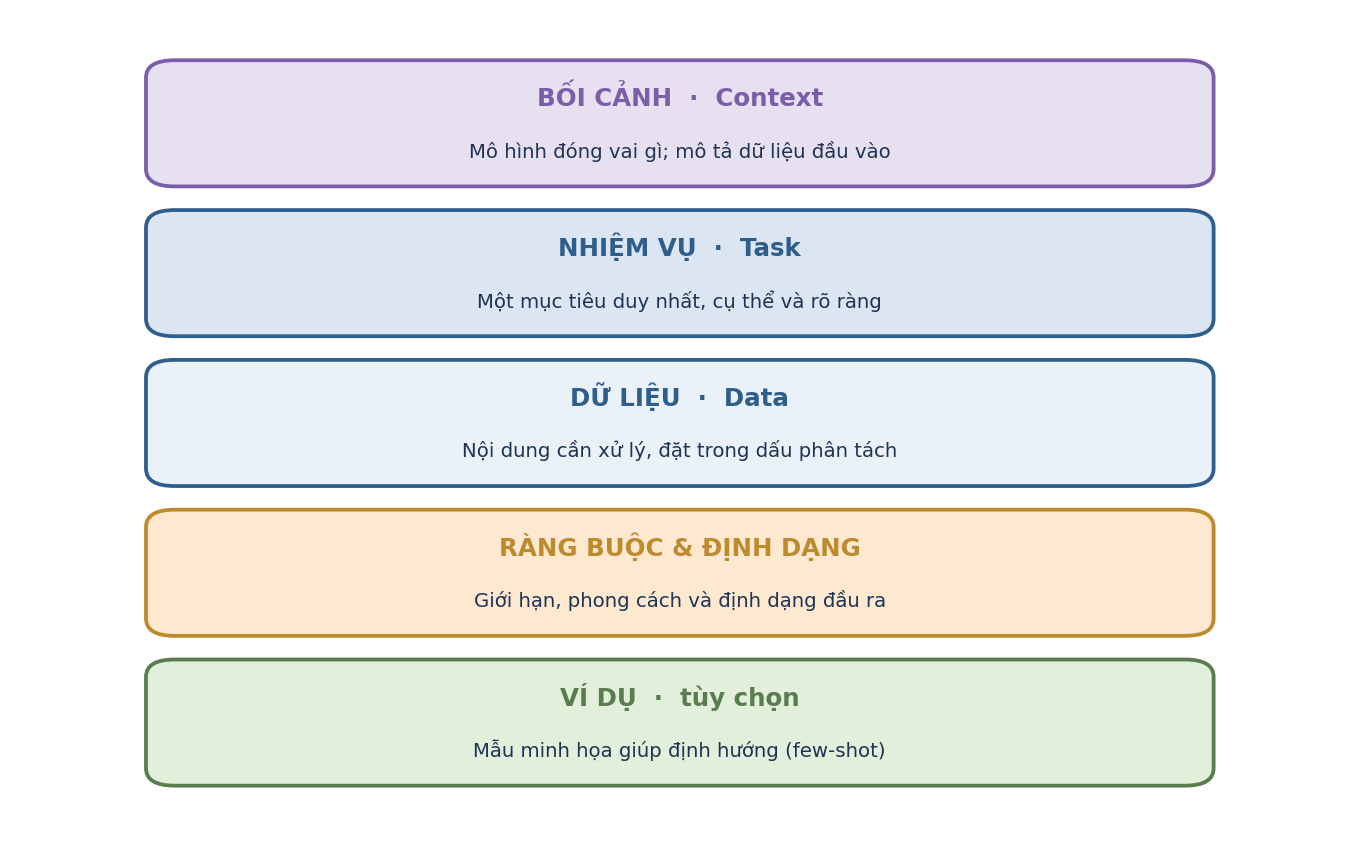 BỐI CẢNH · Context
Mô hình đóng vai gì; mô tả dữ liệu đầu vào
NHIỆM VỤ · Task
Một mục tiêu duy nhất, cụ thể và rõ ràng
DỮ LIỆU · Data
Nội dung cần xử lý, đặt trong dấu phân tách
RÀNG BUỘC & ĐỊNH DẠNG
Giới hạn, phong cách và định dạng đầu ra
VÍ DỤ · tùy chọn
Mẫu minh họa giúp định hướng (few-shot)